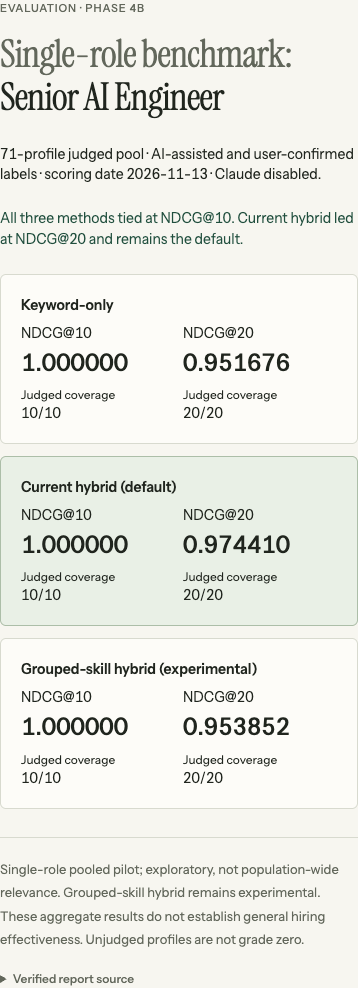 EVALUATION · PHASE 4B
Single-role benchmark:
Senior AI Engineer
71-profile judged pool · AI-assisted and user-confirmed
labels · scoring date 2026-11-13 · Claude disabled.
All three methods tied at NDCG@10. Current hybrid led
at NDCG@20 and remains the default.
Keyword-only
NDCG@10 NDCG@20
1.000000 0.951676
Judged coverage Judged coverage
10/10 20/20
Current hybrid (default)
NDCG@10 NDCG@20
1.000000 0.974410
Judged coverage Judged coverage
10/10 20/20
Grouped-skill hybrid (experimental)
NDCG@10 NDCG@20
1.000000 0.953852
Judged coverage Judged coverage
10/10 20/20
Single-role pooled pilot; exploratory, not population-wide
relevance. Grouped-skill hybrid remains experimental.
These aggregate results do not establish general hiring
effectiveness. Unjudged profiles are not grade zero.
▶ Verified report source